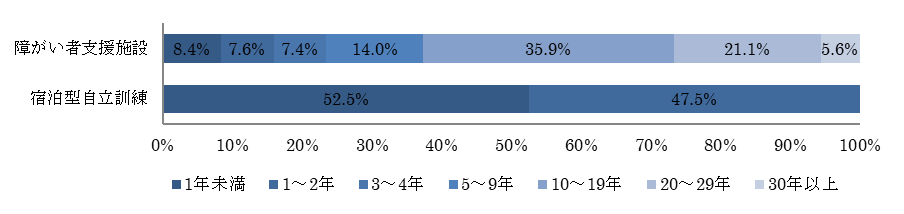 障がい者支援施設 8.4% 7.6% 7.4% 14.0% 35.9% 21.1% 5.6%
宿泊型自立訓練 52.5% 47.5%
0% 10% 20% 30% 40% 50% 60% 70% 80% 90% 100%
1年未満 1～2年 3～4年 5～9年 10～19年 20～29年 30年以上